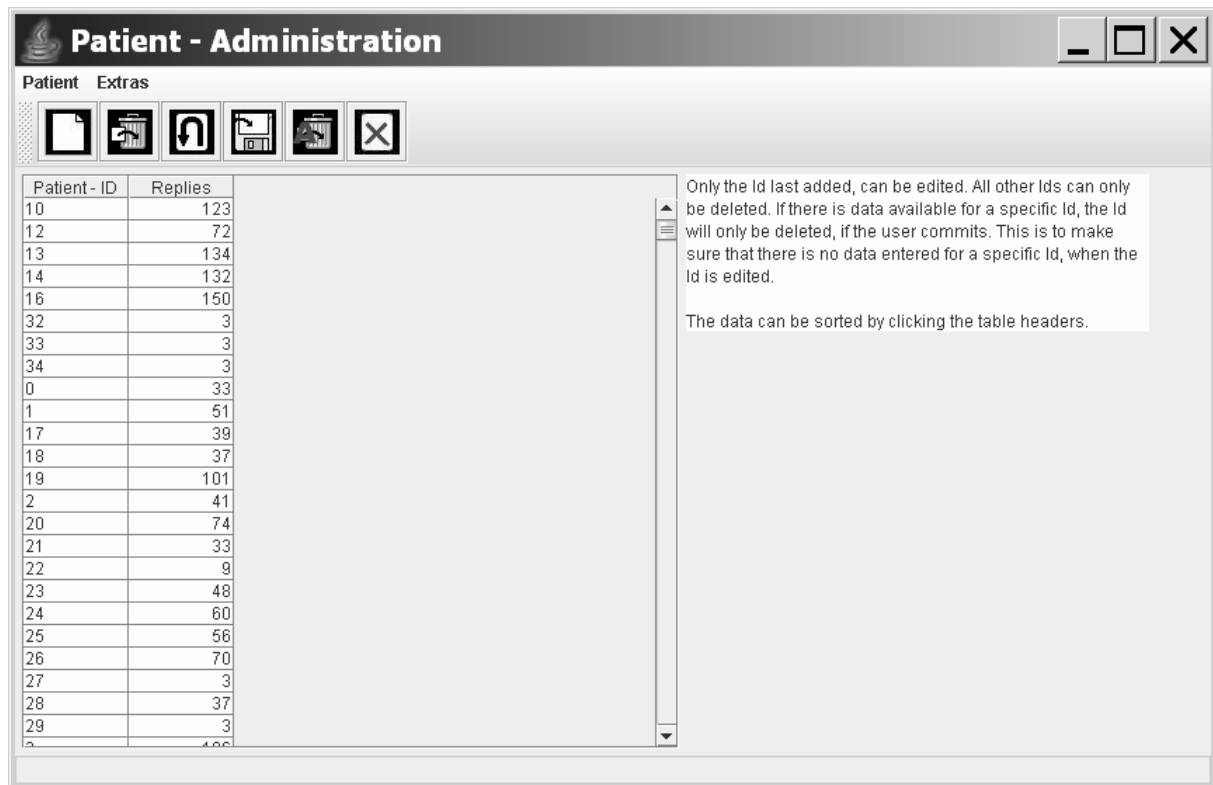 Patient - Administration
Patient Extras
Patient - ID Replies
10 123
12 72
13 134
14 132
16 150
32 3
33 3
34 3
0 33
1 51
17 39
18 37
19 101
2 41
20 74
21 33
22 9
23 48
24 60
25 56
26 70
27 3
28 37
29 3
Only the Id last added, can be edited. All other Ids can only
be deleted. If there is data available for a specific Id, the Id
will only be deleted, if the user commits. This is to make
sure that there is no data entered for a specific Id, when the
Id is edited.
The data can be sorted by clicking the table headers.